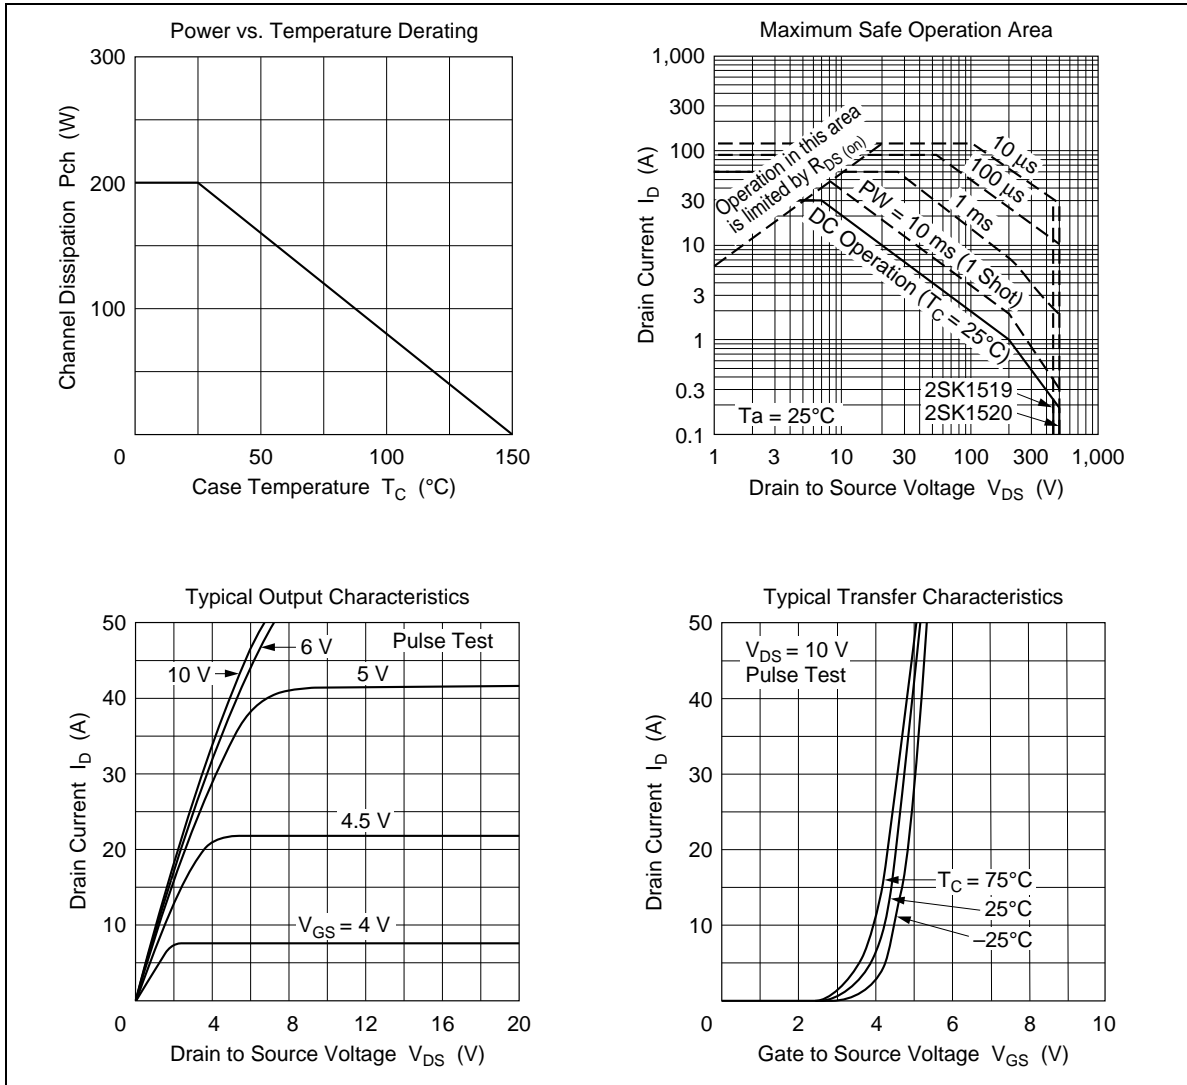 Power vs. Temperature Derating
300
200
100
0
50
100
150
Channel Dissipation Pch (W)
Case Temperature T_C (°C)
Maximum Safe Operation Area
1,000
300
100
30
10
3
1
0.3
0.1
1
3
10
30
100
300
1,000
Drain Current I_D (A)
Drain to Source Voltage V_DS (V)
Operation in this area
is limited by R_DS (on)
10 µs
100 µs
1 ms
PW = 10 ms (1 Shot)
DC Operation (T_C = 25°C)
2SK1519
2SK1520
Ta = 25°C
Typical Output Characteristics
50
40
30
20
10
0
4
8
12
16
20
Drain Current I_D (A)
Drain to Source Voltage V_DS (V)
Pulse Test
10 V
6 V
5 V
4.5 V
V_GS = 4 V
Typical Transfer Characteristics
50
40
30
20
10
0
2
4
6
8
10
Drain Current I_D (A)
Gate to Source Voltage V_GS (V)
V_DS = 10 V
Pulse Test
T_C = 75°C
25°C
–25°C